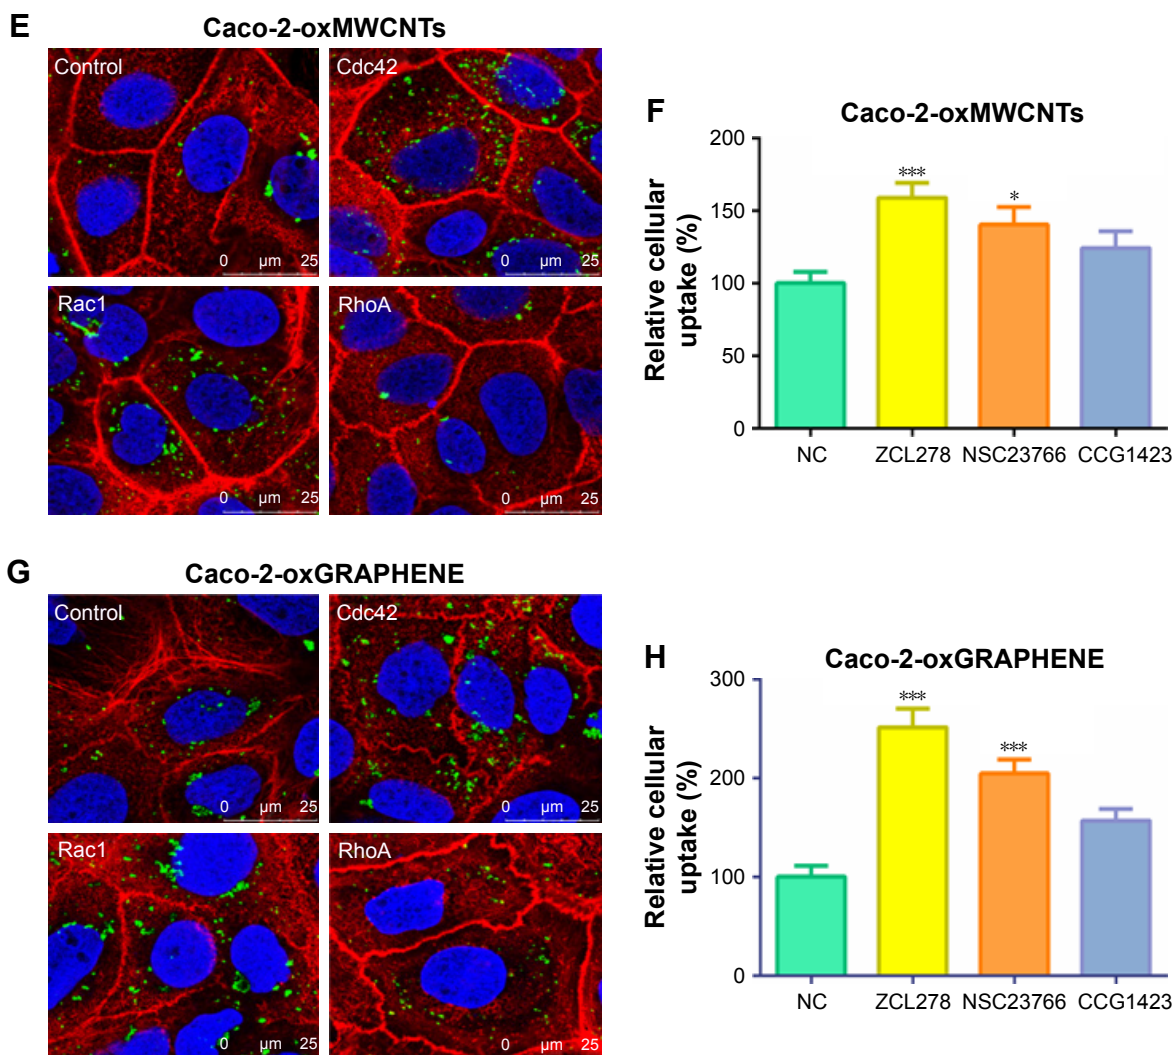 E
Caco-2-oxMWCNTs
Control
Cdc42
0 µm 25
0 µm 25
Rac1
RhoA
0 µm 25
0 µm 25
F
Caco-2-oxMWCNTs
Relative cellular
uptake (%)
200
150
100
50
0
***
*
NC ZCL278 NSC23766 CCG1423
G
Caco-2-oxGRAPHENE
Control
Cdc42
0 µm 25
0 µm 25
Rac1
RhoA
0 µm 25
0 µm 25
H
Caco-2-oxGRAPHENE
Relative cellular
uptake (%)
300
200
100
0
***
***
NC ZCL278 NSC23766 CCG1423